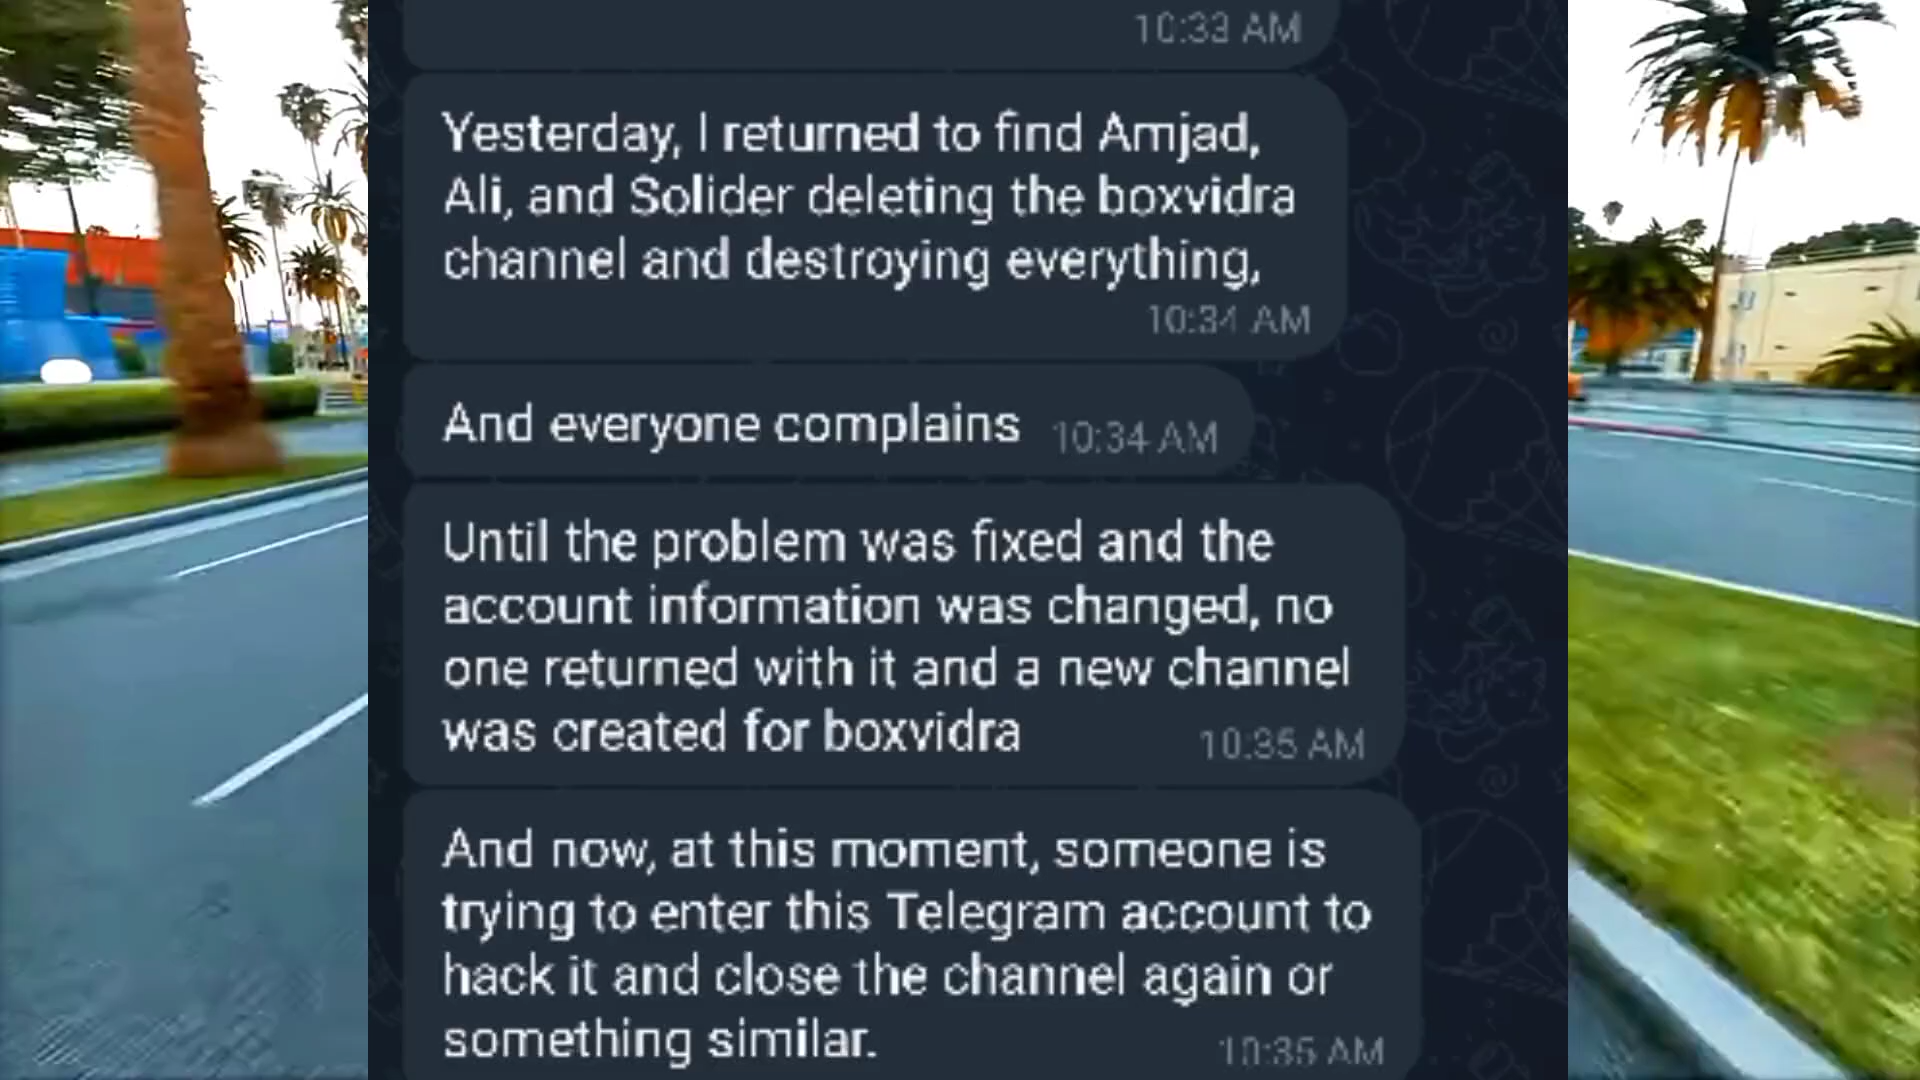 10:33 AM
Yesterday, I returned to find Amjad,
Ali, and Solider deleting the boxvidra
channel and destroying everything,
10:34 AM
And everyone complains 10:34 AM
Until the problem was fixed and the
account information was changed, no
one returned with it and a new channel
was created for boxvidra 10:35 AM
And now, at this moment, someone is
trying to enter this Telegram account to
hack it and close the channel again or
something similar. 10:35 AM